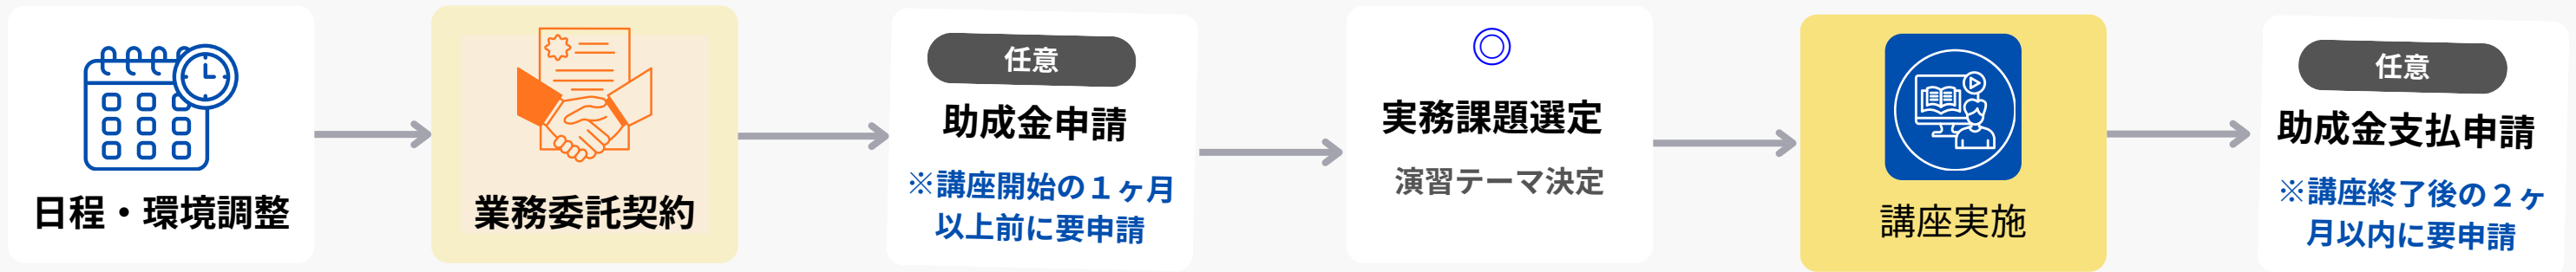 日程・環境調整
業務委託契約
任意
助成金申請
※講座開始の１ヶ月
以上前に要申請
◎
実務課題選定
演習テーマ決定
講座実施
任意
助成金支払申請
※講座終了後の２ヶ
月以内に要申請